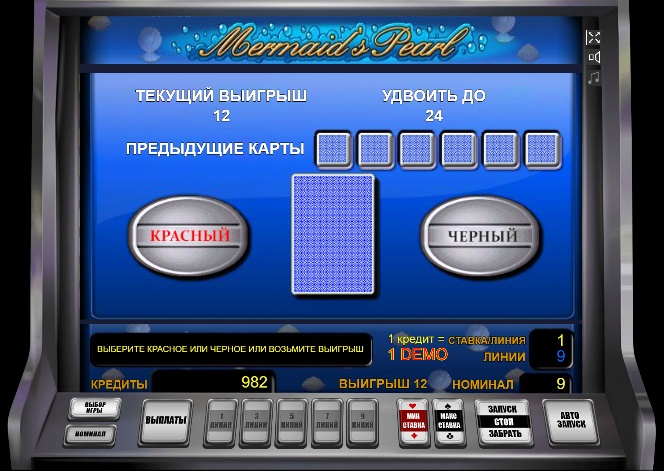 Mermaid's Pearl
ТЕКУЩИЙ ВЫИГРЫШ
12
УДВОИТЬ ДО
24
ПРЕДЫДУЩИЕ КАРТЫ
КРАСНЫЙ
ЧЕРНЫЙ
ВЫБЕРИТЕ КРАСНОЕ ИЛИ ЧЕРНОЕ ИЛИ ВОЗЬМИТЕ ВЫИГРЫШ
1 кредит =
1 DEMO
СТАВКА/ЛИНИЯ 1
ЛИНИИ 9
КРЕДИТЫ 982
ВЫИГРЫШ 12
НОМИНАЛ 9
ВЫБОР
ИГРЫ
НОМИНАЛ
ВЫПЛАТЫ
1
ЛИНИЯ
3
ЛИНИИ
5
ЛИНИЙ
7
ЛИНИЙ
9
ЛИНИЙ
МИН
СТАВКА
МАКС
СТАВКА
ЗАПУСК
СТОП
ЗАБРАТЬ
АВТО
ЗАПУСК